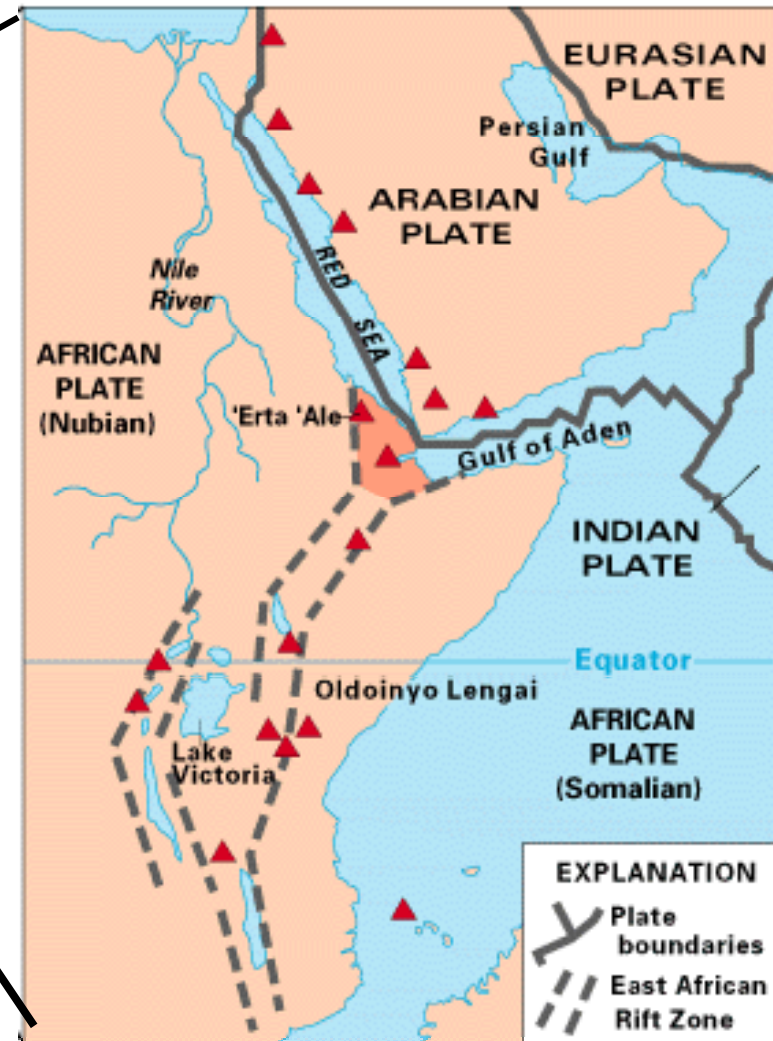 EURASIAN
PLATE
Persian
Gulf
ARABIAN
PLATE
RED
SEA
Nile
River
AFRICAN
PLATE
(Nubian)
'Erta 'Ale
Gulf of Aden
INDIAN
PLATE
Equator
Oldoinyo Lengai
AFRICAN
PLATE
(Somalian)
Lake
Victoria
EXPLANATION
Plate
boundaries
East African
Rift Zone